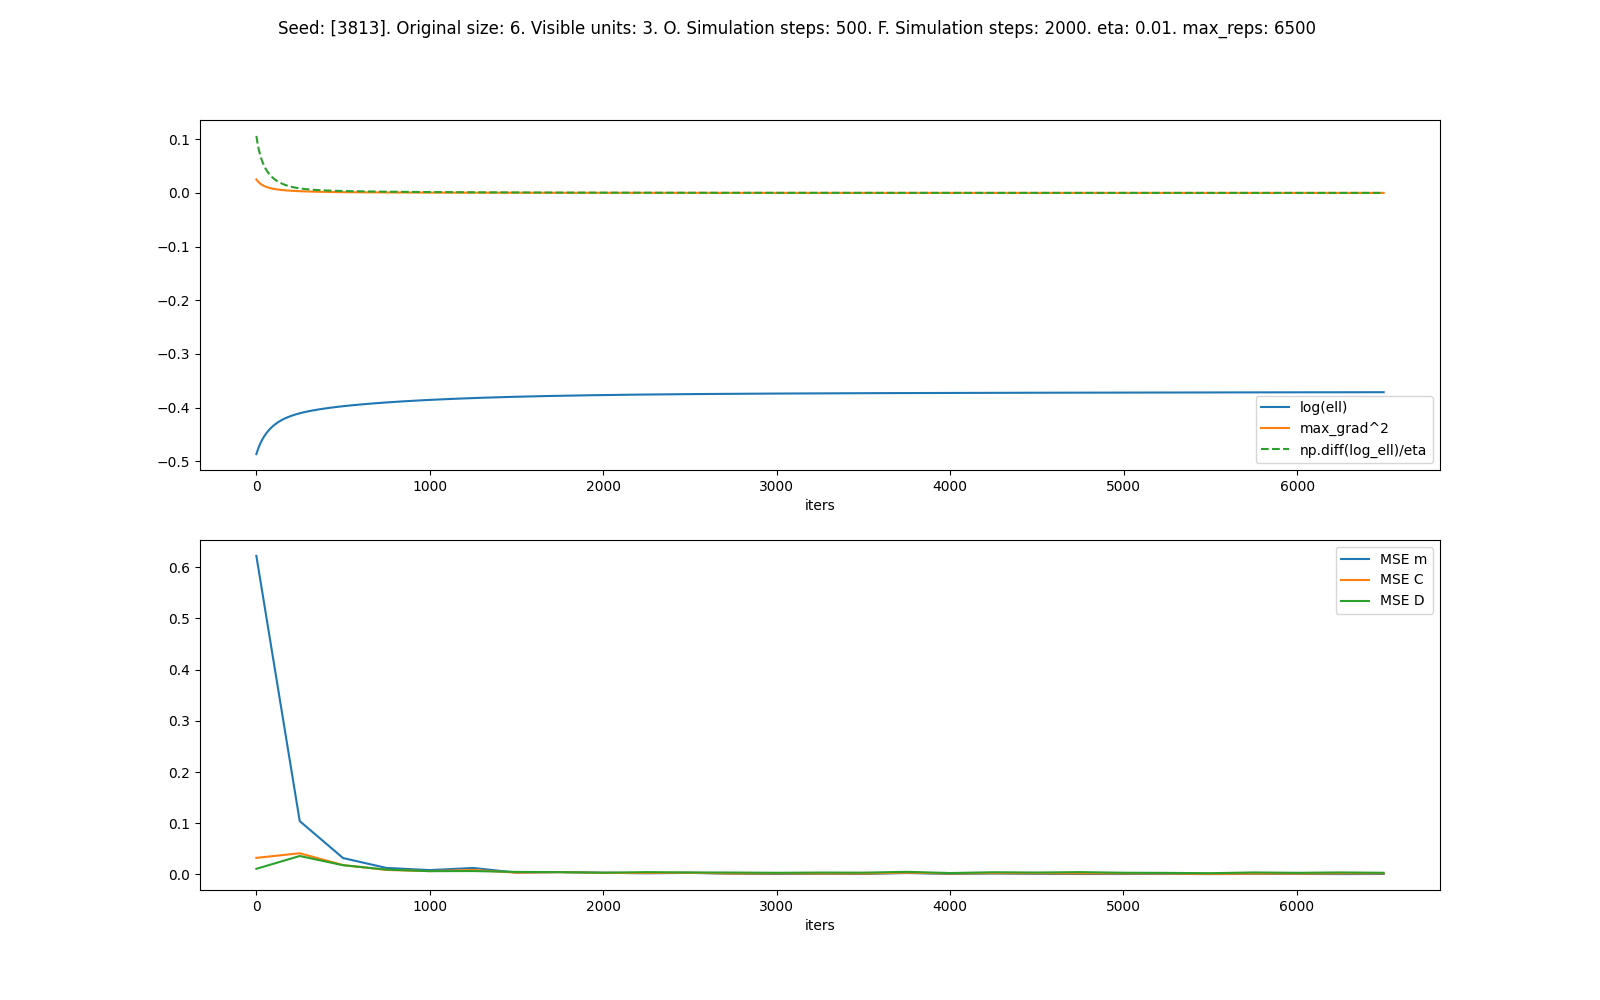 Seed: [3813]. Original size: 6. Visible units: 3. O. Simulation steps: 500. F. Simulation steps: 2000. eta: 0.01. max_reps: 6500
0.1
0.0
−0.1
−0.2
−0.3
−0.4
−0.5
log(ell)
max_grad^2
np.diff(log_ell)/eta
0 1000 2000 3000 4000 5000 6000
iters
0.6
0.5
0.4
0.3
0.2
0.1
0.0
MSE m
MSE C
MSE D
0 1000 2000 3000 4000 5000 6000
iters